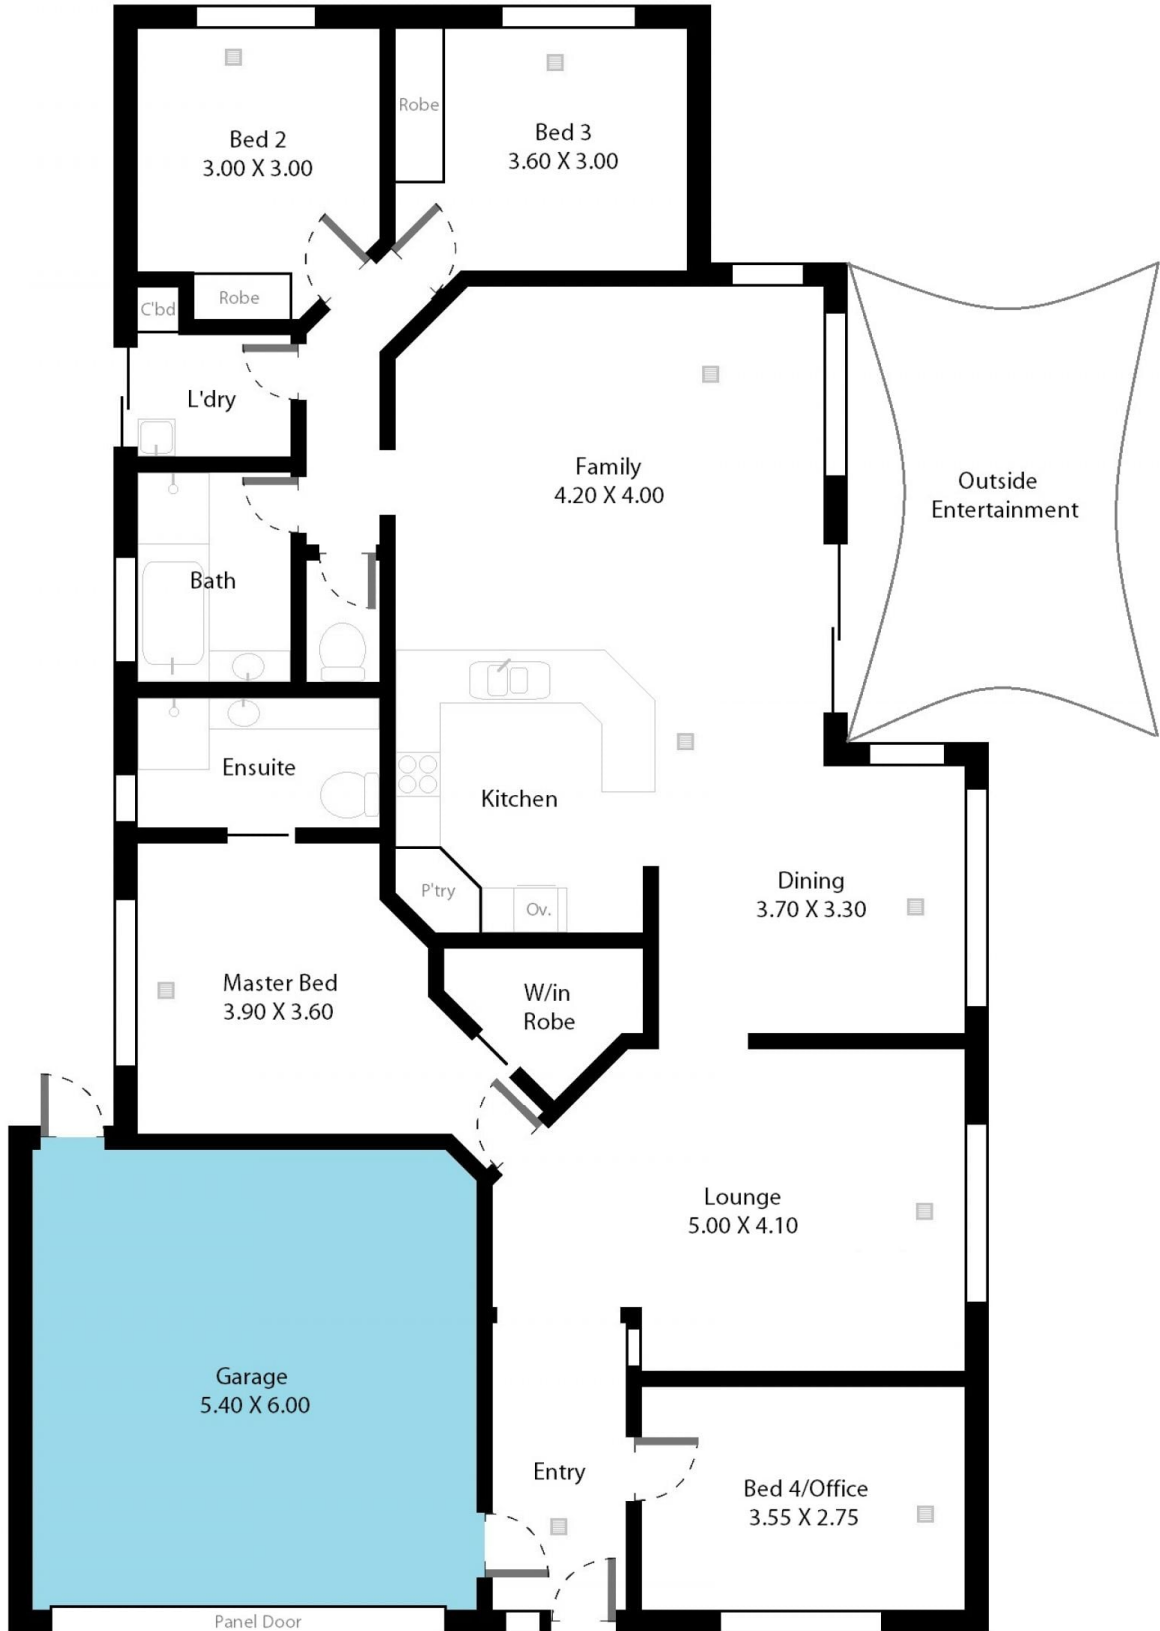 Bed 2
3.00 X 3.00
Robe
Bed 3
3.60 X 3.00
C'bd
Robe
L'dry
Family
4.20 X 4.00
Outside
Entertainment
Bath
Ensuite
Kitchen
P'try
Ov.
Dining
3.70 X 3.30
Master Bed
3.90 X 3.60
W/in
Robe
Lounge
5.00 X 4.10
Garage
5.40 X 6.00
Entry
Bed 4/Office
3.55 X 2.75
Panel Door